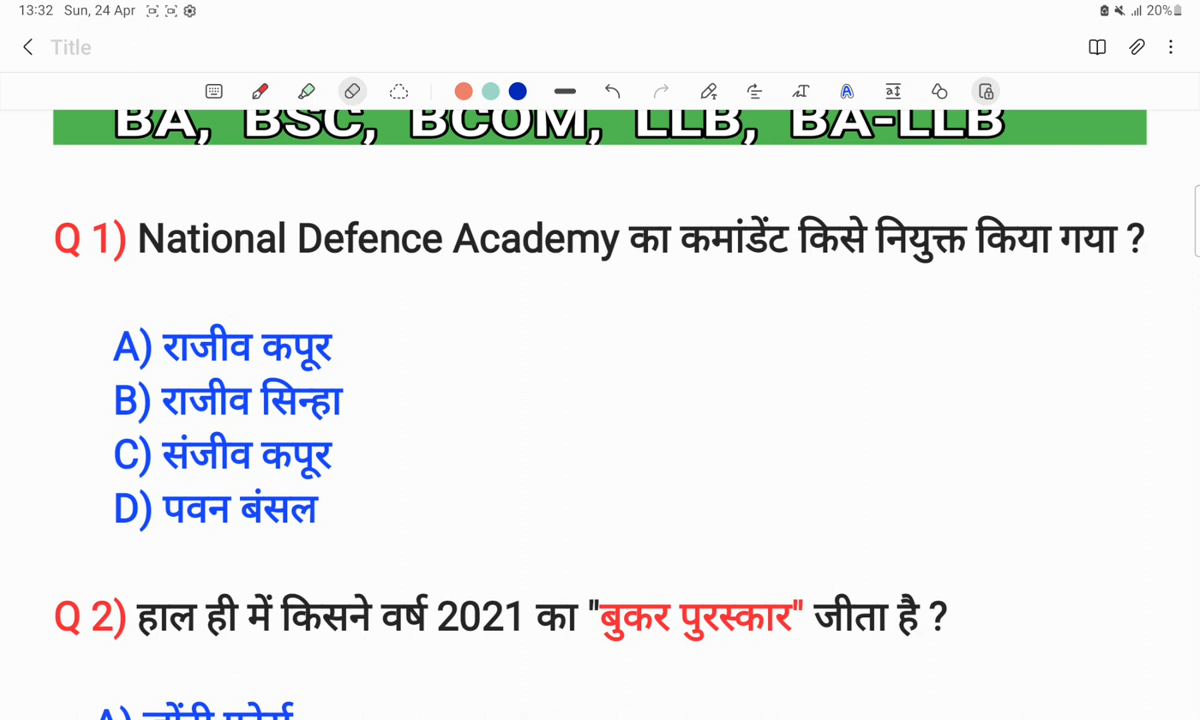 13:32 Sun, 24 Apr 20%
Title
BA, BSC, BCOM, LLB, BA-LLB
Q 1) National Defence Academy का कमांडेंट किसे नियुक्त किया गया ?
A) राजीव कपूर
B) राजीव सिन्हा
C) संजीव कपूर
D) पवन बंसल
Q 2) हाल ही में किसने वर्ष 2021 का "बुकर पुरस्कार" जीता है ?
A)